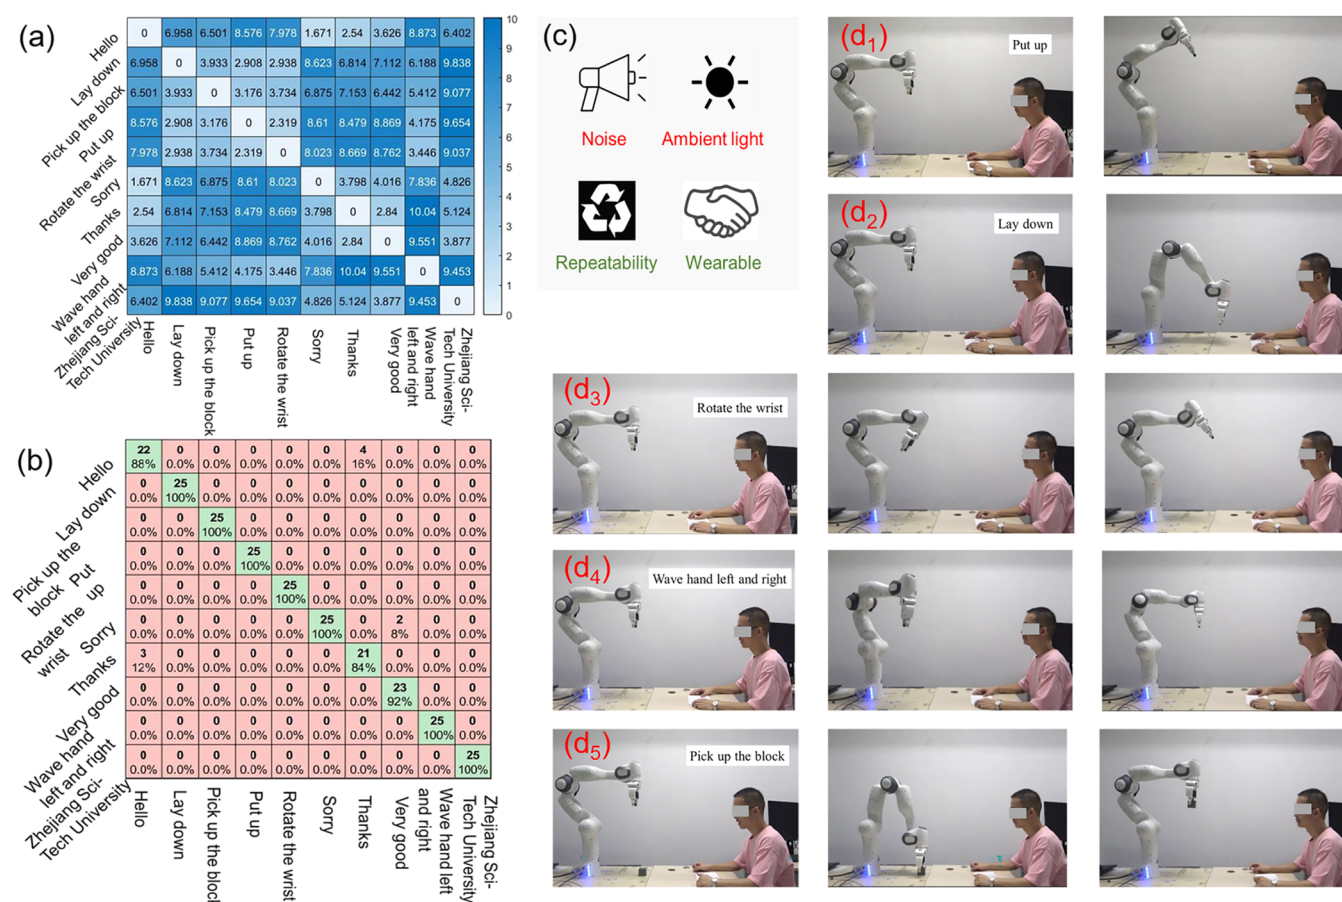 (a)
Hello 0 6.958 6.501 8.576 7.978 1.671 2.54 3.626 8.873 6.402
Lay down 6.958 0 3.933 2.908 2.938 8.623 6.814 7.112 6.188 9.838
Pick up the block 6.501 3.933 0 3.176 3.734 6.875 7.153 6.442 5.412 9.077
Put up 8.576 2.908 3.176 0 2.319 8.61 8.479 8.869 4.175 9.654
Rotate the wrist 7.978 2.938 3.734 2.319 0 8.023 8.669 8.762 3.446 9.037
Sorry 1.671 8.623 6.875 8.61 8.023 0 3.798 4.016 7.836 4.826
Thanks 2.54 6.814 7.153 8.479 8.669 3.798 0 2.84 10.04 5.124
Very good 3.626 7.112 6.442 8.869 8.762 4.016 2.84 0 9.551 3.877
Wave hand
left and right 8.873 6.188 5.412 4.175 3.446 7.836 10.04 9.551 0 9.453
Zhejiang Sci-
Tech University 6.402 9.838 9.077 9.654 9.037 4.826 5.124 3.877 9.453 0
Hello
Lay down
Pick up the block
Put up
Rotate the wrist
Sorry
Thanks
Very good
Wave hand
left and right
Zhejiang Sci-
Tech University
10
9
8
7
6
5
4
3
2
1
0
(b)
Hello
22 0 0 0 0 0 4 0 0 0
88% 0.0% 0.0% 0.0% 0.0% 0.0% 16% 0.0% 0.0% 0.0%
Lay down
0 25 0 0 0 0 0 0 0 0
0.0% 100% 0.0% 0.0% 0.0% 0.0% 0.0% 0.0% 0.0% 0.0%
Pick up the
block
0 0 25 0 0 0 0 0 0 0
0.0% 0.0% 100% 0.0% 0.0% 0.0% 0.0% 0.0% 0.0% 0.0%
Put
up
0 0 0 25 0 0 0 0 0 0
0.0% 0.0% 0.0% 100% 0.0% 0.0% 0.0% 0.0% 0.0% 0.0%
Rotate the
wrist
0 0 0 0 25 0 0 0 0 0
0.0% 0.0% 0.0% 0.0% 100% 0.0% 0.0% 0.0% 0.0% 0.0%
Sorry
0 0 0 0 0 25 0 2 0 0
0.0% 0.0% 0.0% 0.0% 0.0% 100% 0.0% 8% 0.0% 0.0%
Thanks
3 0 0 0 0 0 21 0 0 0
12% 0.0% 0.0% 0.0% 0.0% 0.0% 84% 0.0% 0.0% 0.0%
Very good
0 0 0 0 0 0 0 23 0 0
0.0% 0.0% 0.0% 0.0% 0.0% 0.0% 0.0% 92% 0.0% 0.0%
Wave hand
left and right
0 0 0 0 0 0 0 0 25 0
0.0% 0.0% 0.0% 0.0% 0.0% 0.0% 0.0% 0.0% 100% 0.0%
Zhejiang Sci-
Tech University
0 0 0 0 0 0 0 0 0 25
0.0% 0.0% 0.0% 0.0% 0.0% 0.0% 0.0% 0.0% 0.0% 100%
Hello
Lay down
Pick up the block
Put up
Rotate the wrist
Sorry
Thanks
Very good
Wave hand left
and right
Zhejiang Sci-
Tech University
(c)
Noise
Ambient light
Repeatability
Wearable
(d1)
Put up
(d2)
Lay down
(d3)
Rotate the wrist
(d4)
Wave hand left and right
(d5)
Pick up the block